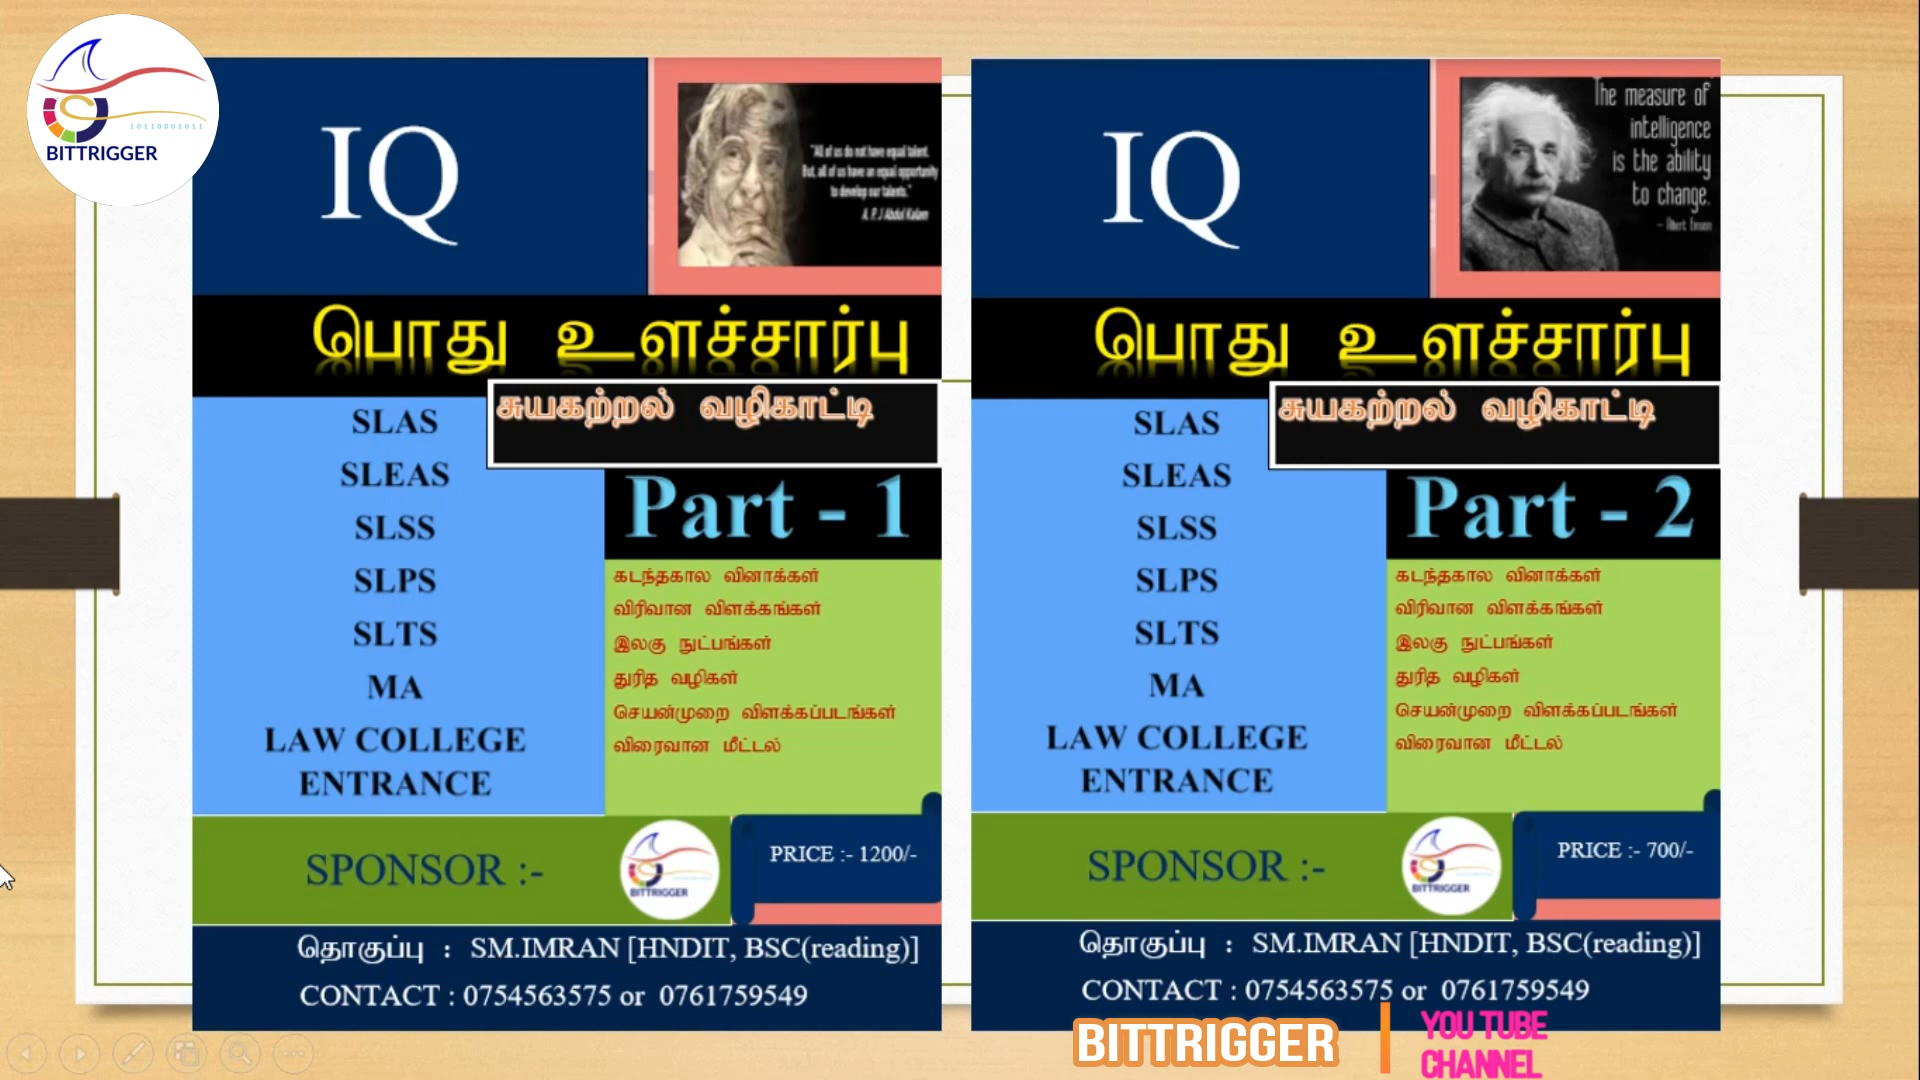 10110001011
BITTRIGGER
IQ
"All of us do not have equal talent.
But, all of us have an equal opportunity
to develop our talents."
A. P. J Abdul Kalam
பொது உளச்சார்பு
சுயகற்றல் வழிகாட்டி
SLAS
SLEAS
SLSS
SLPS
SLTS
MA
LAW COLLEGE
ENTRANCE
Part - 1
கடந்தகால வினாக்கள்
விரிவான விளக்கங்கள்
இலகு நுட்பங்கள்
துரித வழிகள்
செயன்முறை விளக்கப்படங்கள்
விரைவான மீட்டல்
SPONSOR :-
BITTRIGGER
PRICE :- 1200/-
தொகுப்பு : SM.IMRAN [HNDIT, BSC(reading)]
CONTACT : 0754563575 or 0761759549
IQ
The measure of
intelligence
is the ability
to change.
பொது உளச்சார்பு
சுயகற்றல் வழிகாட்டி
SLAS
SLEAS
SLSS
SLPS
SLTS
MA
LAW COLLEGE
ENTRANCE
Part - 2
கடந்தகால வினாக்கள்
விரிவான விளக்கங்கள்
இலகு நுட்பங்கள்
துரித வழிகள்
செயன்முறை விளக்கப்படங்கள்
விரைவான மீட்டல்
SPONSOR :-
BITTRIGGER
PRICE :- 700/-
தொகுப்பு : SM.IMRAN [HNDIT, BSC(reading)]
CONTACT : 0754563575 or 0761759549
BITTRIGGER
YOU TUBE
CHANNEL